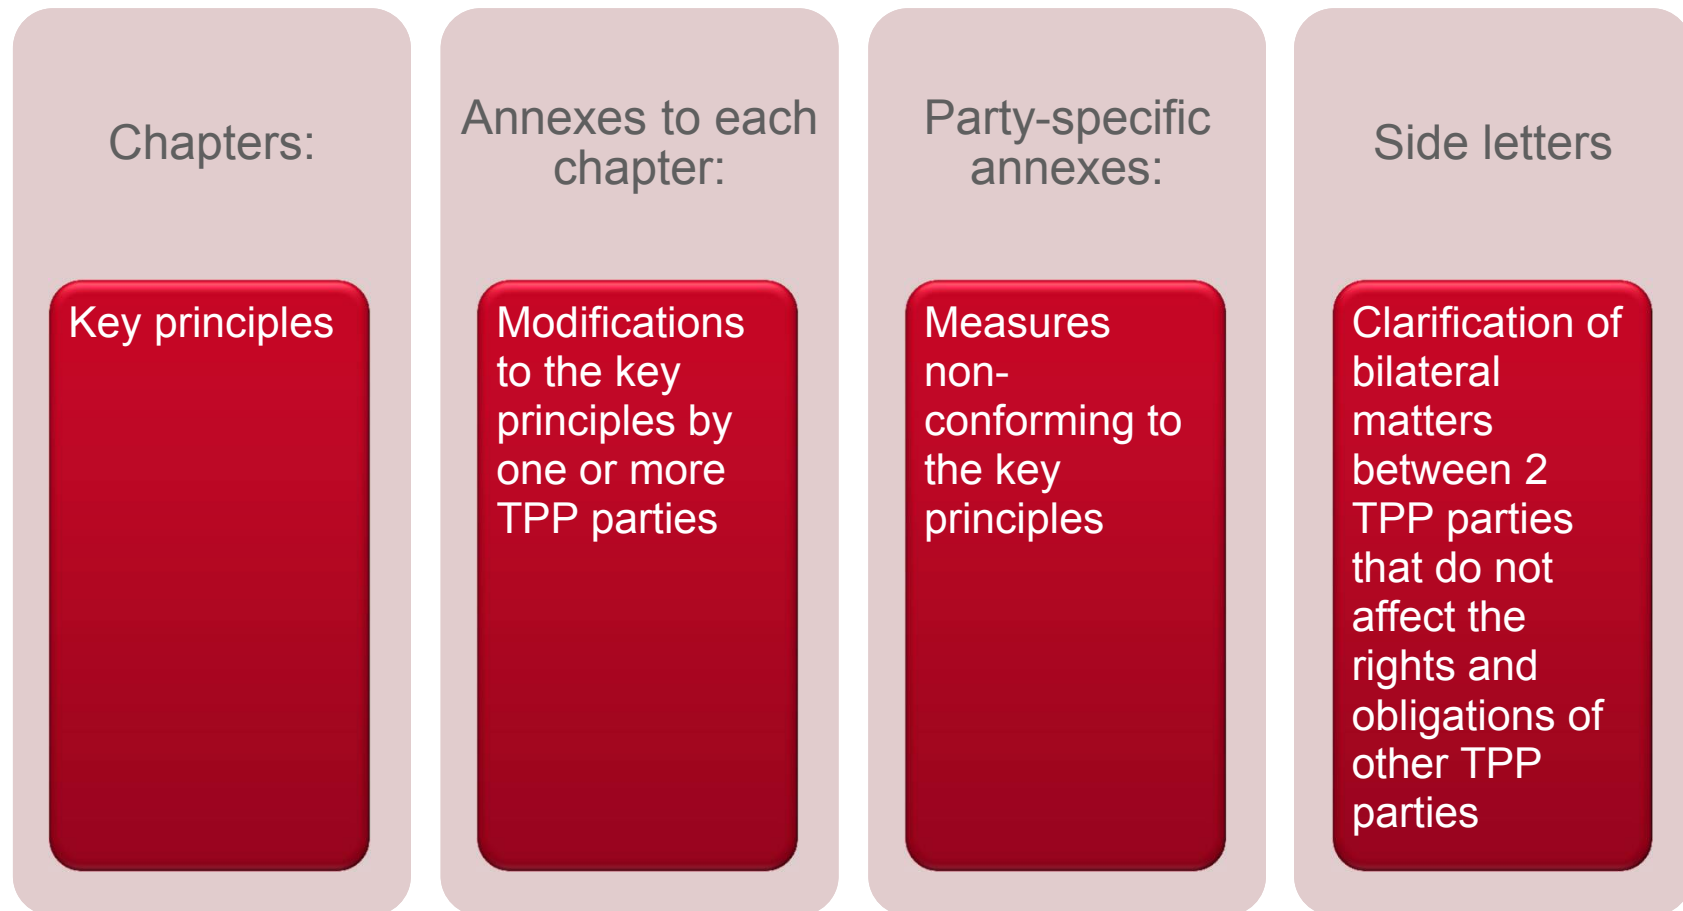 Chapters:
Key principles
Annexes to each
chapter:
Modifications
to the key
principles by
one or more
TPP parties
Party-specific
annexes:
Measures
non-
conforming to
the key
principles
Side letters
Clarification of
bilateral
matters
between 2
TPP parties
that do not
affect the
rights and
obligations of
other TPP
parties